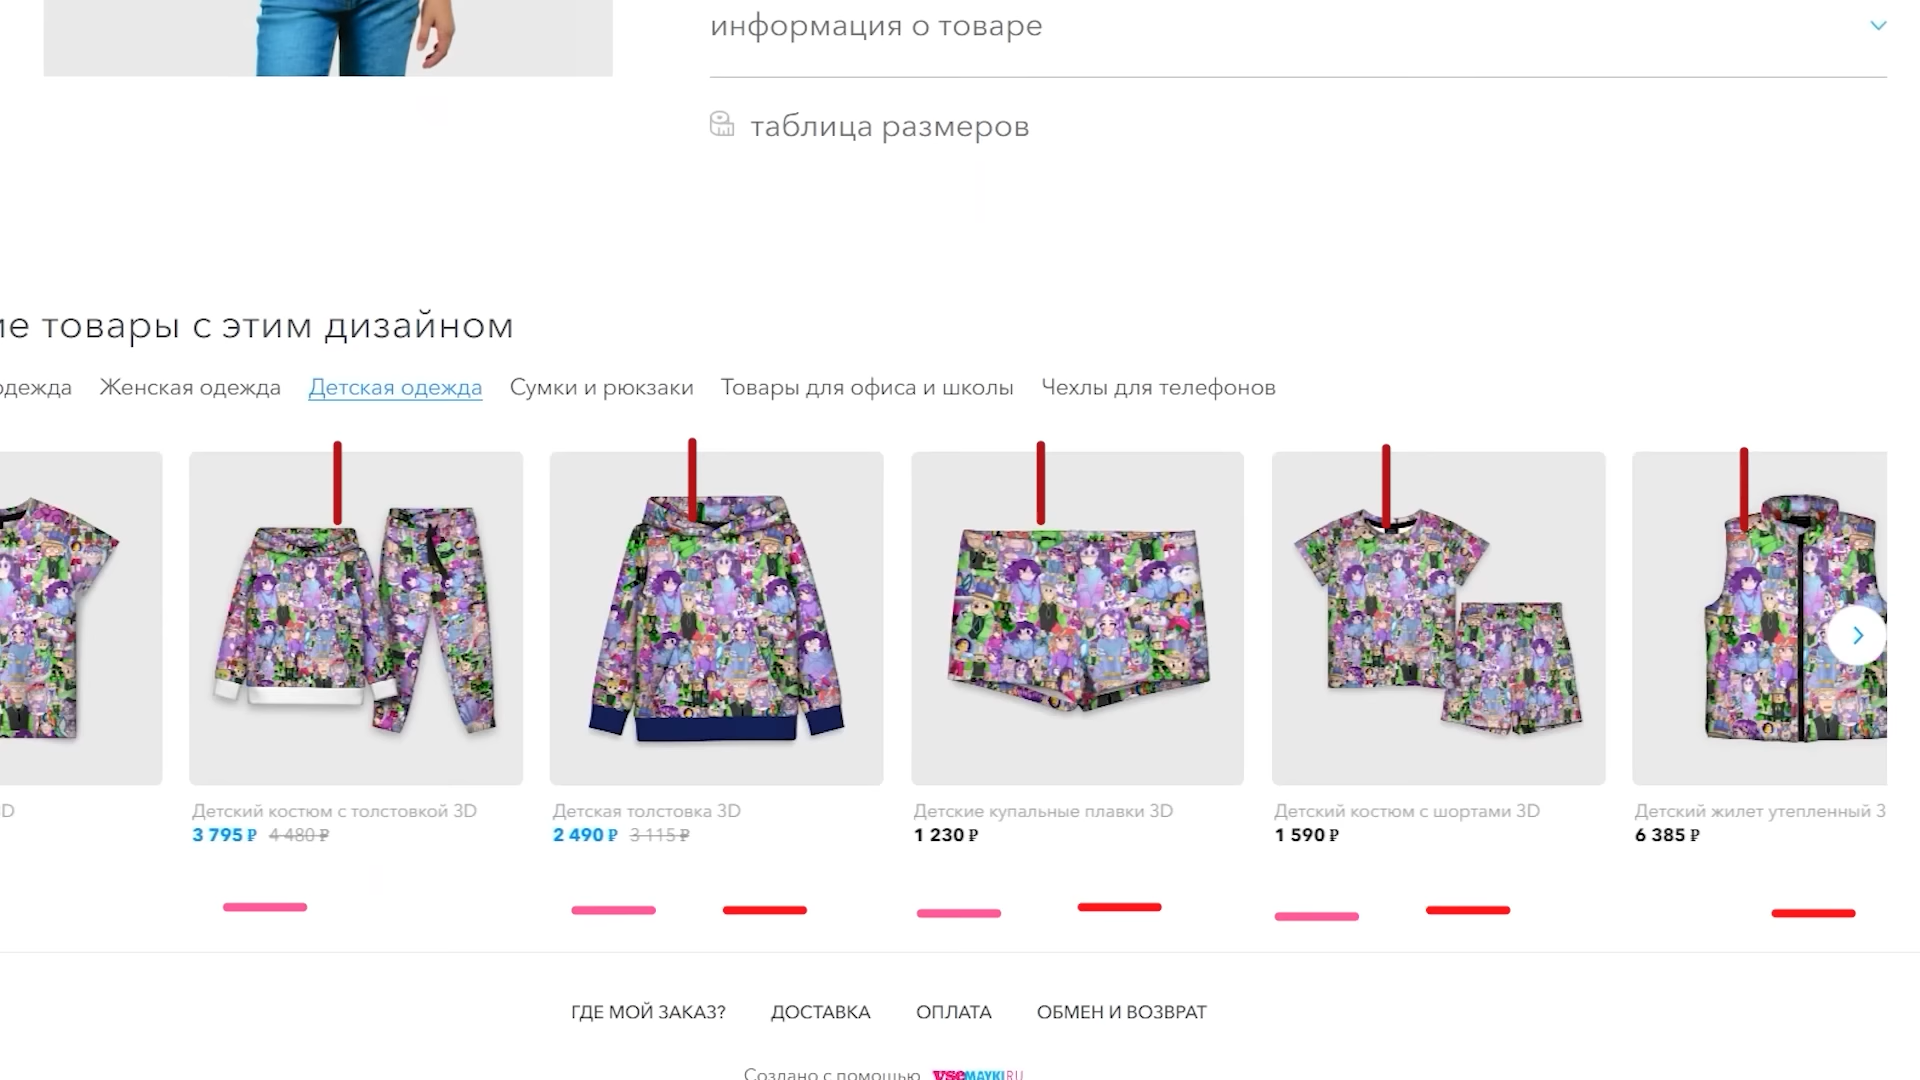 информация о товаре
таблица размеров
ие товары с этим дизайном
одежда Женская одежда Детская одежда Сумки и рюкзаки Товары для офиса и школы Чехлы для телефонов
3D Детский костюм с толстовкой 3D Детская толстовка 3D Детские купальные плавки 3D Детский костюм с шортами 3D Детский жилет утепленный 3
3 795 ₽ 4 480 ₽ 2 490 ₽ 3 115 ₽ 1 230 ₽ 1 590 ₽ 6 385 ₽
ГДЕ МОЙ ЗАКАЗ? ДОСТАВКА ОПЛАТА ОБМЕН И ВОЗВРАТ
Создано с помощью vseMAYKI.RU